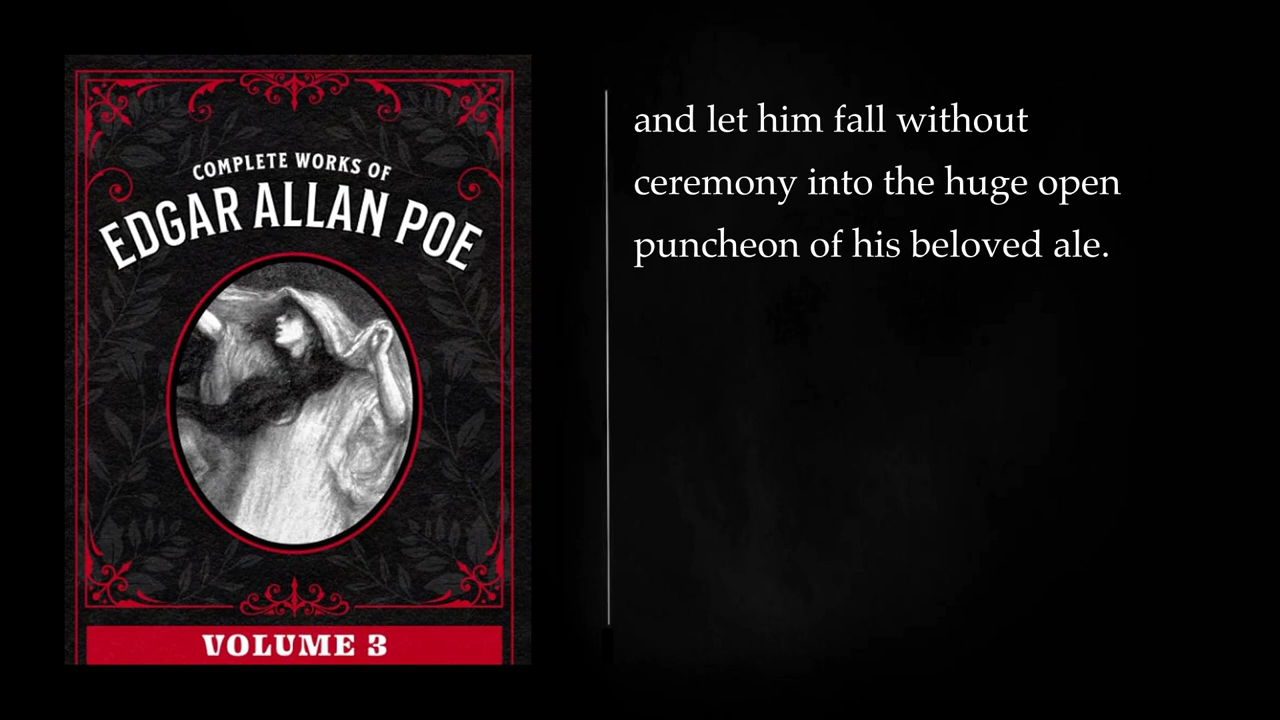 COMPLETE WORKS OF
EDGAR ALLAN POE
VOLUME 3
and let him fall without
ceremony into the huge open
puncheon of his beloved ale.